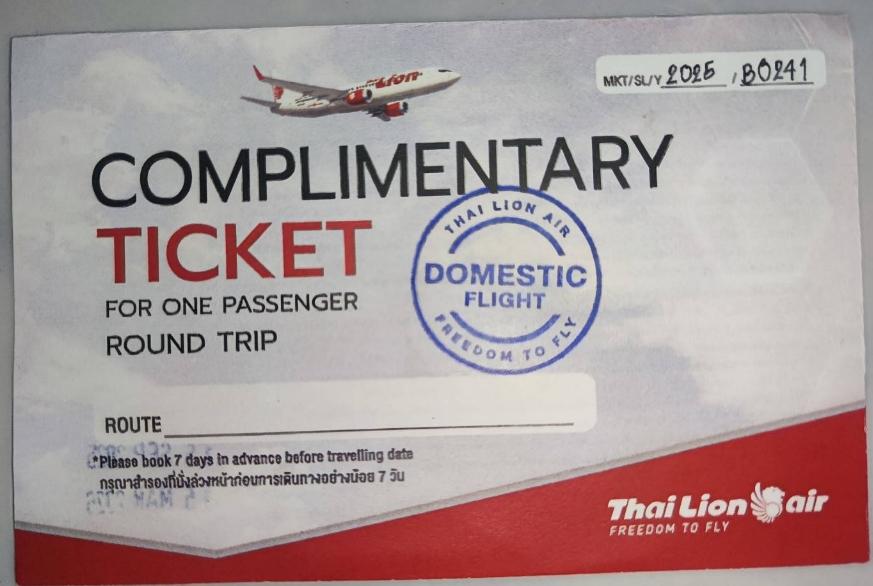 MKT/SL/Y 2025 / B0241
Lion
COMPLIMENTARY
TICKET
FOR ONE PASSENGER
ROUND TRIP
THAI LION AIR
DOMESTIC
FLIGHT
FREEDOM TO FLY
ROUTE
*Please book 7 days in advance before travelling date
กรุณาสำรองที่นั่งล่วงหน้าก่อนการเดินทางอย่างน้อย 7 วัน
Thai Lion air
FREEDOM TO FLY